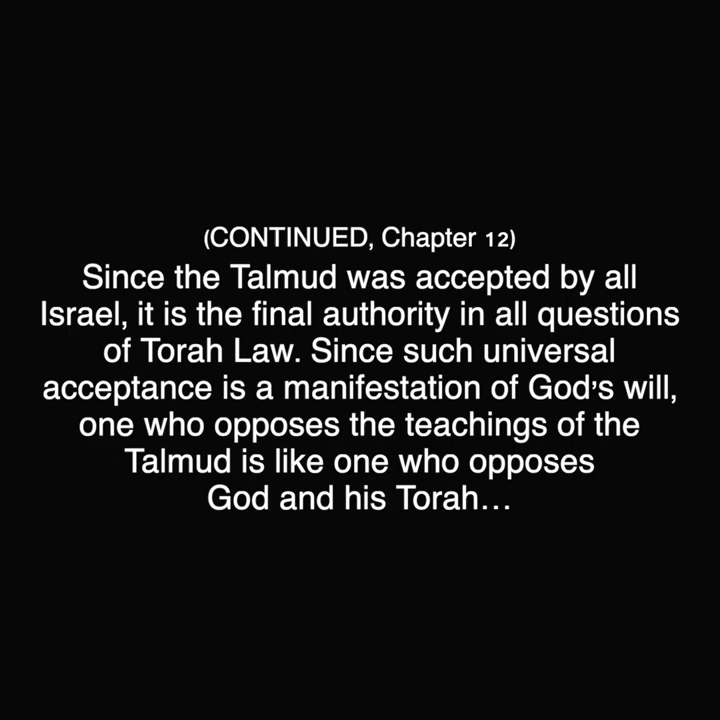 (CONTINUED, Chapter 12)
Since the Talmud was accepted by all
Israel, it is the final authority in all questions
of Torah Law. Since such universal
acceptance is a manifestation of God's will,
one who opposes the teachings of the
Talmud is like one who opposes
God and his Torah...